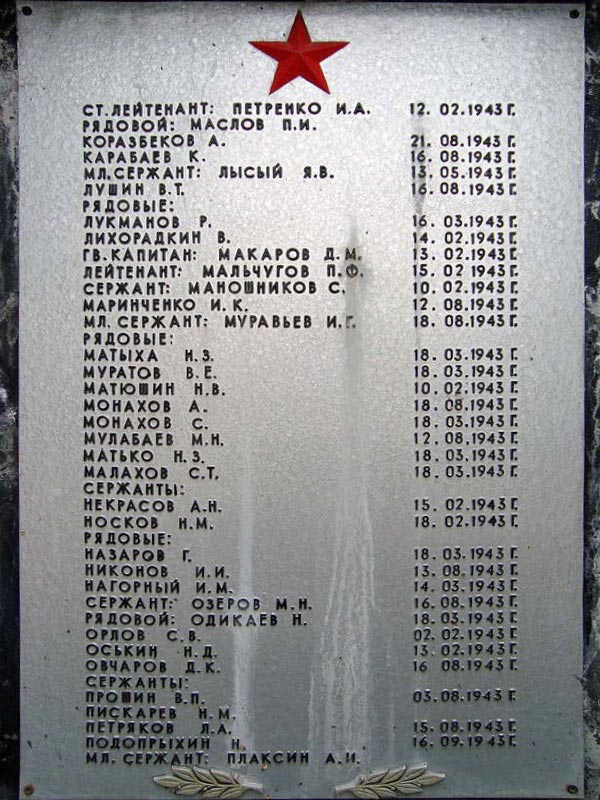 СТ. ЛЕЙТЕНАНТ: ПЕТРЕНКО И.А. 12. 02.1943 Г.
РЯДОВОЙ: МАСЛОВ П.И.
КОРАЗБЕКОВ А. 21. 08.1943 Г.
КАРАБАЕВ К. 16. 08.1943 Г.
МЛ. СЕРЖАНТ: ЛЫСЫЙ Я.В. 13. 05.1943 Г.
ЛУШИН В.Т. 16. 08.1943 Г.
РЯДОВЫЕ:
ЛУКМАНОВ Р. 16. 03.1943 Г.
ЛИХОРАДКИН В. 14. 02.1943 Г.
ГВ. КАПИТАН: МАКАРОВ Д.М. 13. 02.1943 Г.
ЛЕЙТЕНАНТ: МАЛЬЧУГОВ П.Ф. 15. 02 1943 Г.
СЕРЖАНТ: МАНОШНИКОВ С. 10. 02.1943 Г.
МАРИНЧЕНКО И.К. 12. 08.1943 Г.
МЛ. СЕРЖАНТ: МУРАВЬЕВ И.Г. 18. 08.1943 Г.
РЯДОВЫЕ:
МАТЫХА Н.З. 18. 03.1943 Г.
МУРАТОВ В.Е. 18. 03.1943 Г.
МАТЮШИН Н.В. 10. 02.1943 Г.
МОНАХОВ А. 18. 08.1943 Г.
МОНАХОВ С. 18. 03.1943 Г.
МУЛАБАЕВ М.Н. 12. 08.1943 Г.
МАТЬКО Н.З. 18. 03.1943 Г.
МАЛАХОВ С.Т. 18. 03.1943 Г.
СЕРЖАНТЫ:
НЕКРАСОВ А.Н. 15. 02.1943 Г.
НОСКОВ Н.М. 18. 02.1943 Г.
РЯДОВЫЕ:
НАЗАРОВ Г. 18. 03.1943 Г.
НИКОНОВ И.И. 13. 08.1943 Г.
НАГОРНЫЙ И.М. 14. 03.1943 Г.
СЕРЖАНТ: ОЗЕРОВ М.Н. 16. 08.1943 Г.
РЯДОВОЙ: ОДИКАЕВ Н. 18. 03.1943 Г.
ОРЛОВ С.В. 02. 02.1943 Г.
ОСЬКИН Н.Д. 13. 02.1943 Г.
ОВЧАРОВ Д.К. 16 08.1943 Г.
СЕРЖАНТЫ:
ПРОШИН В.П. 03.08.1943 Г.
ПИСКАРЕВ Н.М.
ПЕТРЯКОВ Л.А. 15. 08.1943 Г.
ПОДОПРЫХИН Н. 16. 09.1943 Г.
МЛ. СЕРЖАНТ: ПЛАКСИН А.И.